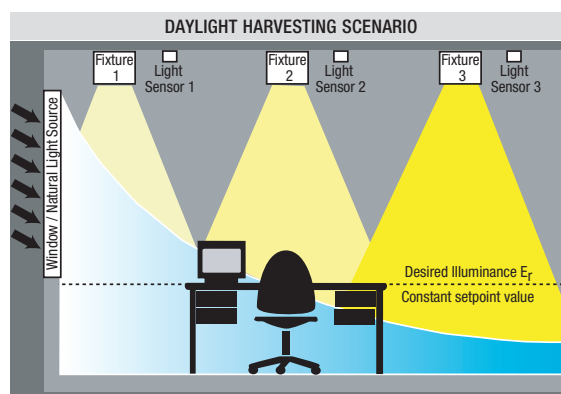 DAYLIGHT HARVESTING SCENARIO
Fixture
1
Light
Sensor 1
Fixture
2
Light
Sensor 2
Fixture
3
Light
Sensor 3
Window / Natural Light Source
Desired Illuminance Er
Constant setpoint value